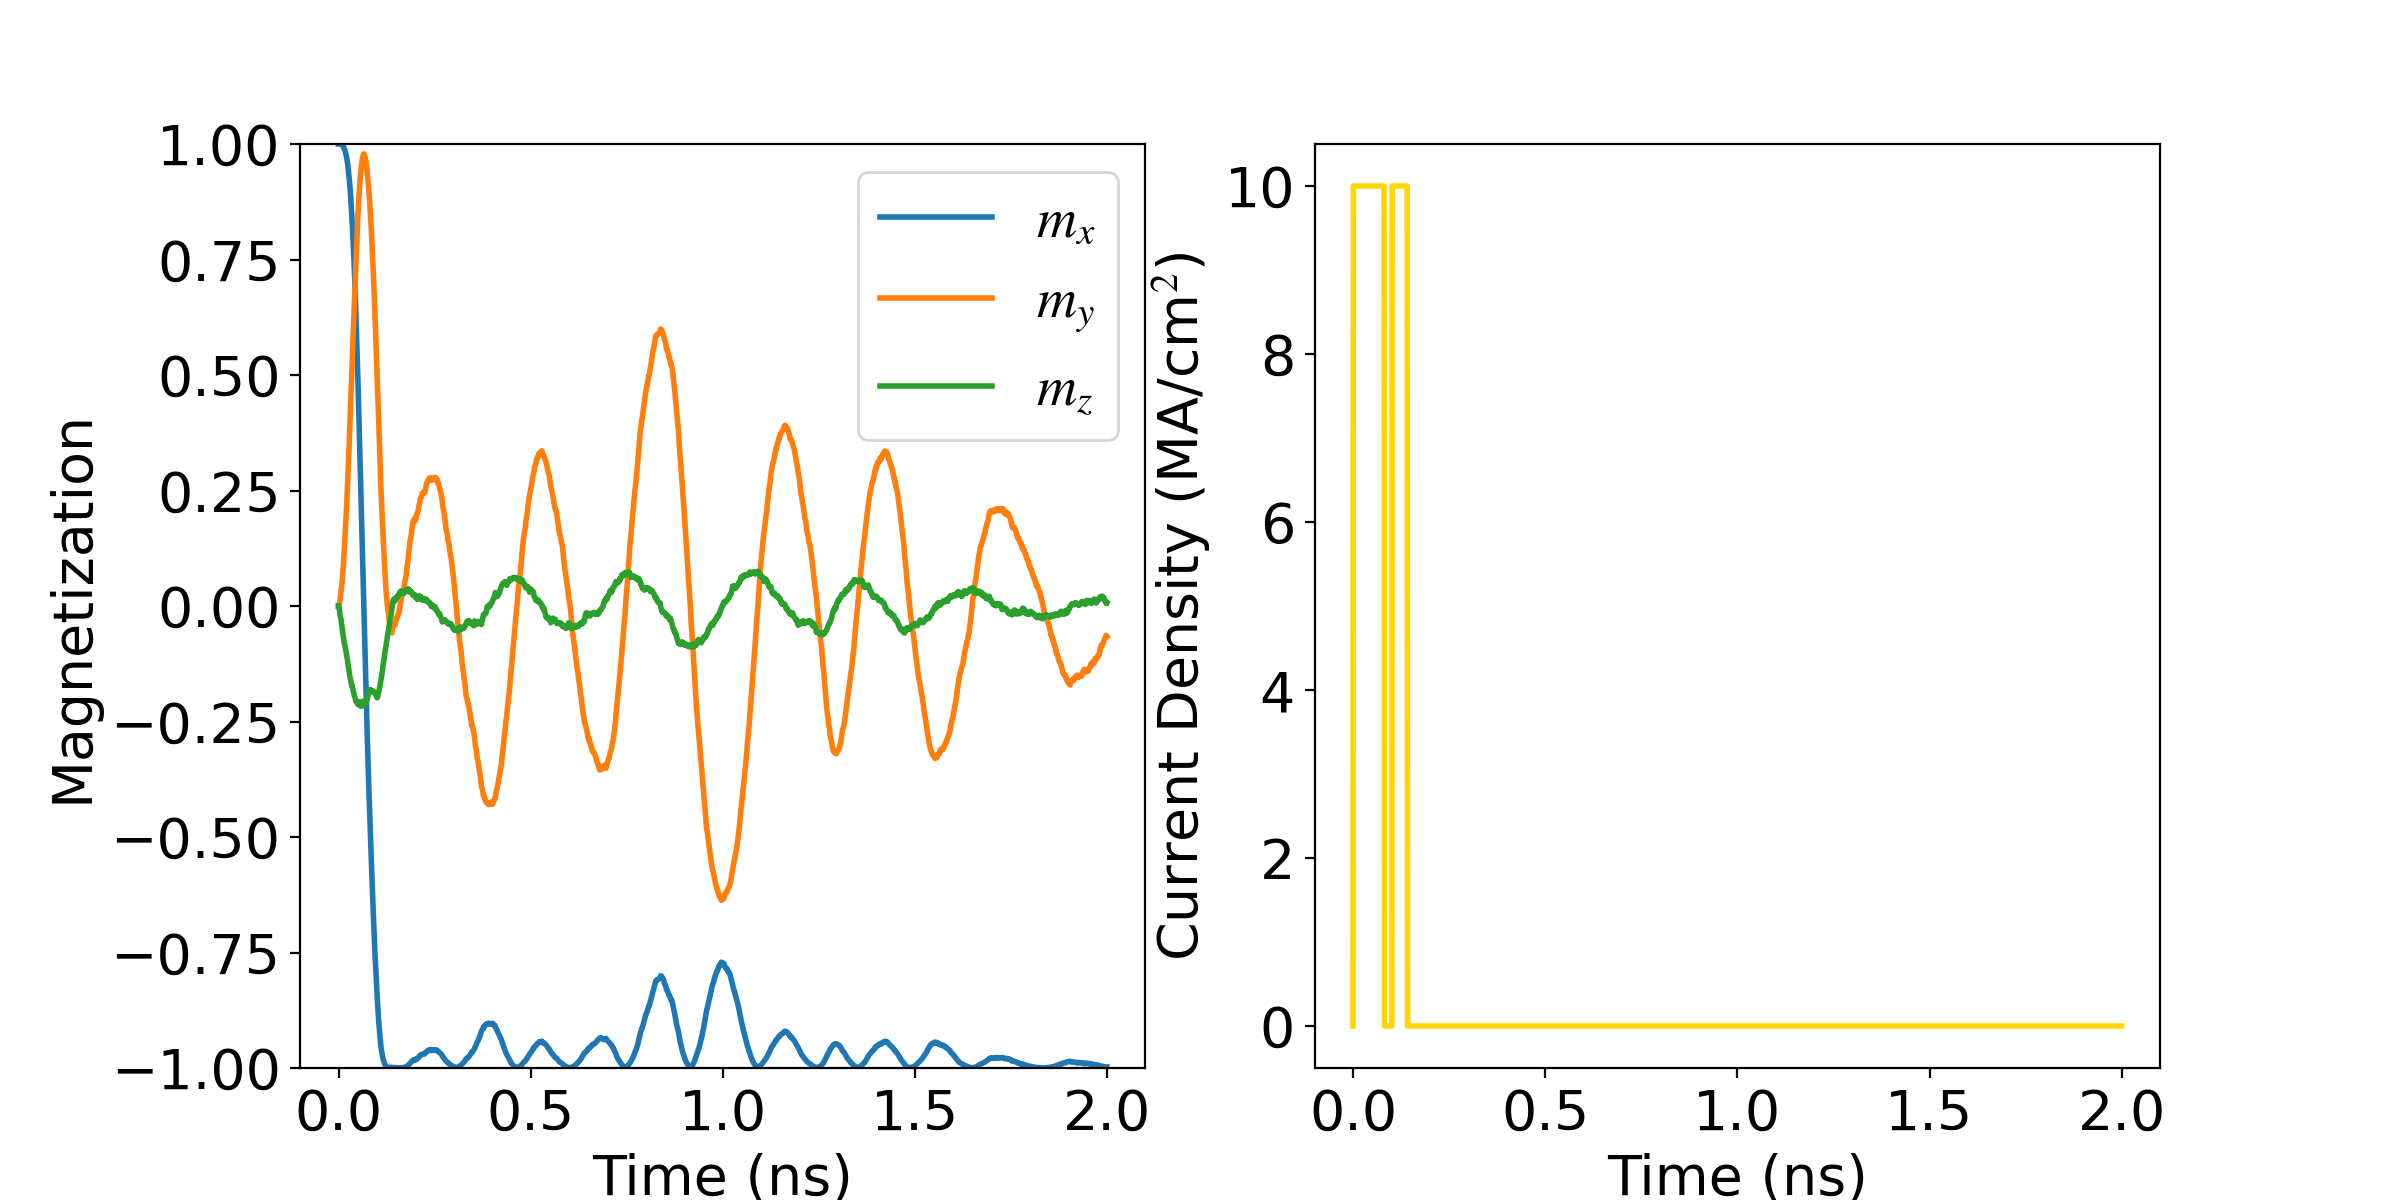 Magnetization
1.00
0.75
0.50
0.25
0.00
−0.25
−0.50
−0.75
−1.00
0.0 0.5 1.0 1.5 2.0
Time (ns)
m_x
m_y
m_z
Current Density (MA/cm²)
10
8
6
4
2
0
0.0 0.5 1.0 1.5 2.0
Time (ns)